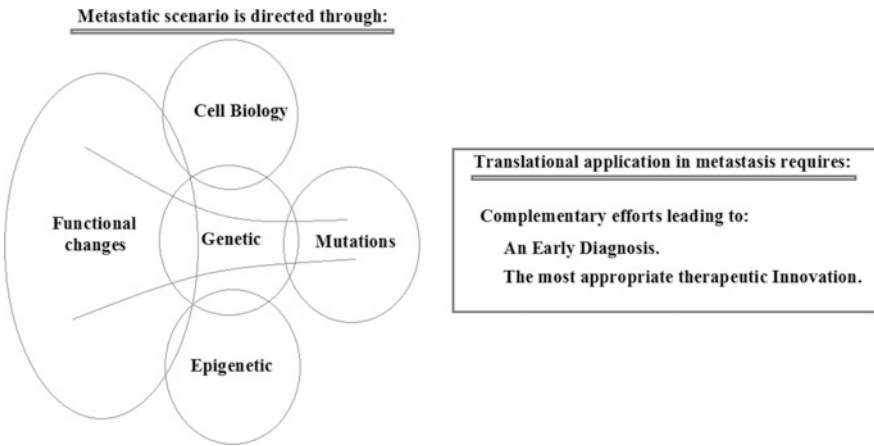 Metastatic scenario is directed through:
Cell Biology
Functional
changes
Genetic
Mutations
Epigenetic
Translational application in metastasis requires:
Complementary efforts leading to:
An Early Diagnosis.
The most appropriate therapeutic Innovation.